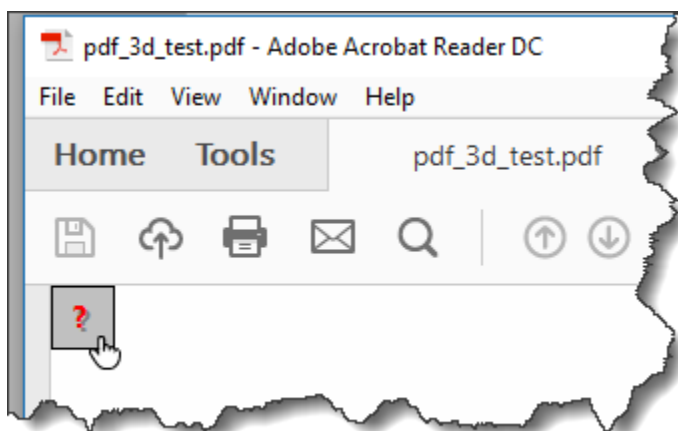 pdf_3d_test.pdf - Adobe Acrobat Reader DC
File Edit View Window Help
Home Tools pdf_3d_test.pdf
?